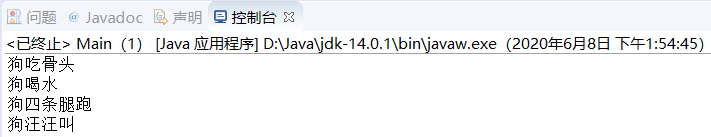 问题 @ Javadoc 声明 控制台
<已终止> Main（1） [Java 应用程序] D:\Java\jdk-14.0.1\bin\javaw.exe（2020年6月8日 下午1:54:45）
狗吃骨头
狗喝水
狗四条腿跑
狗汪汪叫